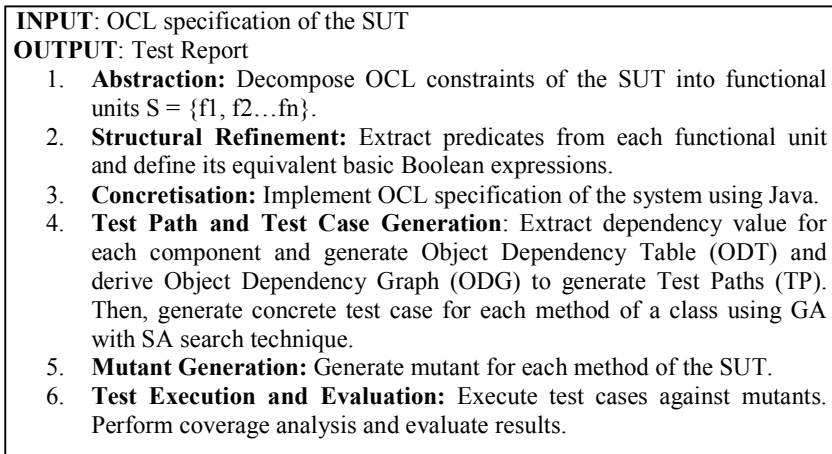 INPUT: OCL specification of the SUT
OUTPUT: Test Report
1. Abstraction: Decompose OCL constraints of the SUT into functional
units S = {f1, f2…fn}.
2. Structural Refinement: Extract predicates from each functional unit
and define its equivalent basic Boolean expressions.
3. Concretisation: Implement OCL specification of the system using Java.
4. Test Path and Test Case Generation: Extract dependency value for
each component and generate Object Dependency Table (ODT) and
derive Object Dependency Graph (ODG) to generate Test Paths (TP).
Then, generate concrete test case for each method of a class using GA
with SA search technique.
5. Mutant Generation: Generate mutant for each method of the SUT.
6. Test Execution and Evaluation: Execute test cases against mutants.
Perform coverage analysis and evaluate results.